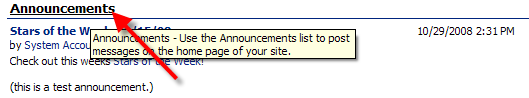 Announcements
Stars of the We
10/29/2008 2:31 PM
Announcements - Use the Announcements list to post
messages on the home page of your site.
by System Accou
Check out this weeks Stars of the Week!
(this is a test announcement.)